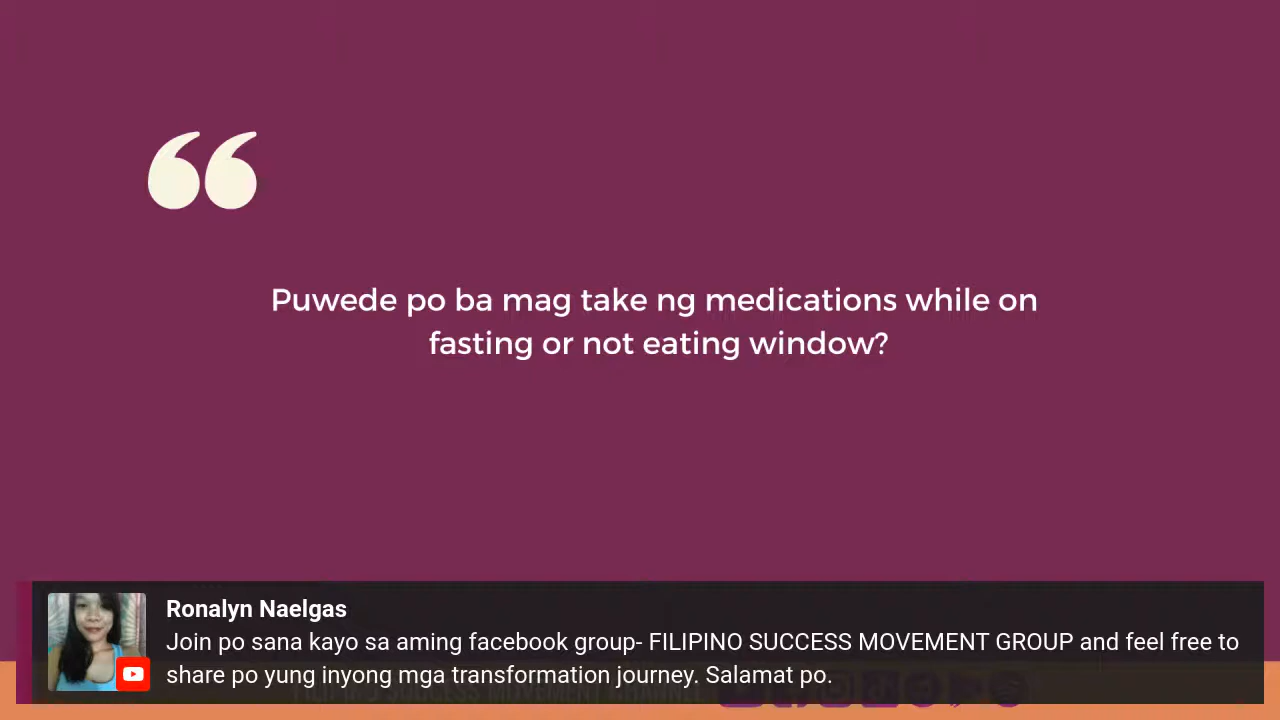 Puwede po ba mag take ng medications while on
fasting or not eating window?
Ronalyn Naelgas
Join po sana kayo sa aming facebook group- FILIPINO SUCCESS MOVEMENT GROUP and feel free to
share po yung inyong mga transformation journey. Salamat po.